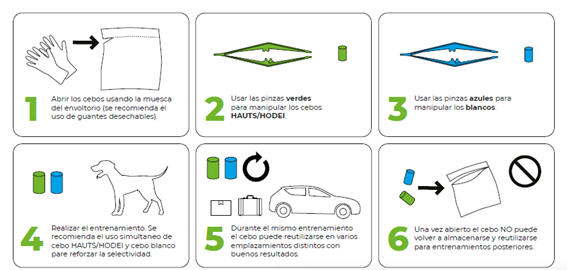 1
Abrir los cebos usando la muesca
del envoltorio (se recomienda el
uso de guantes desechables).
2
Usar las pinzas verdes
para manipular los cebos
HAUTS/HODEI.
3
Usar las pinzas azules para
manipular los blancos.
4
Realizar el entrenamiento. Se
recomienda el uso simultaneo de
cebo HAUTS/HODEI y cebo blanco
para reforzar la selectividad.
5
Durante el mismo entrenamiento
el cebo puede reutilizarse en varios
emplazamientos distintos con
buenos resultados.
6
Una vez abierto el cebo NO puede
volver a almacenarse y reutilizarse
para entrenamientos posteriores.